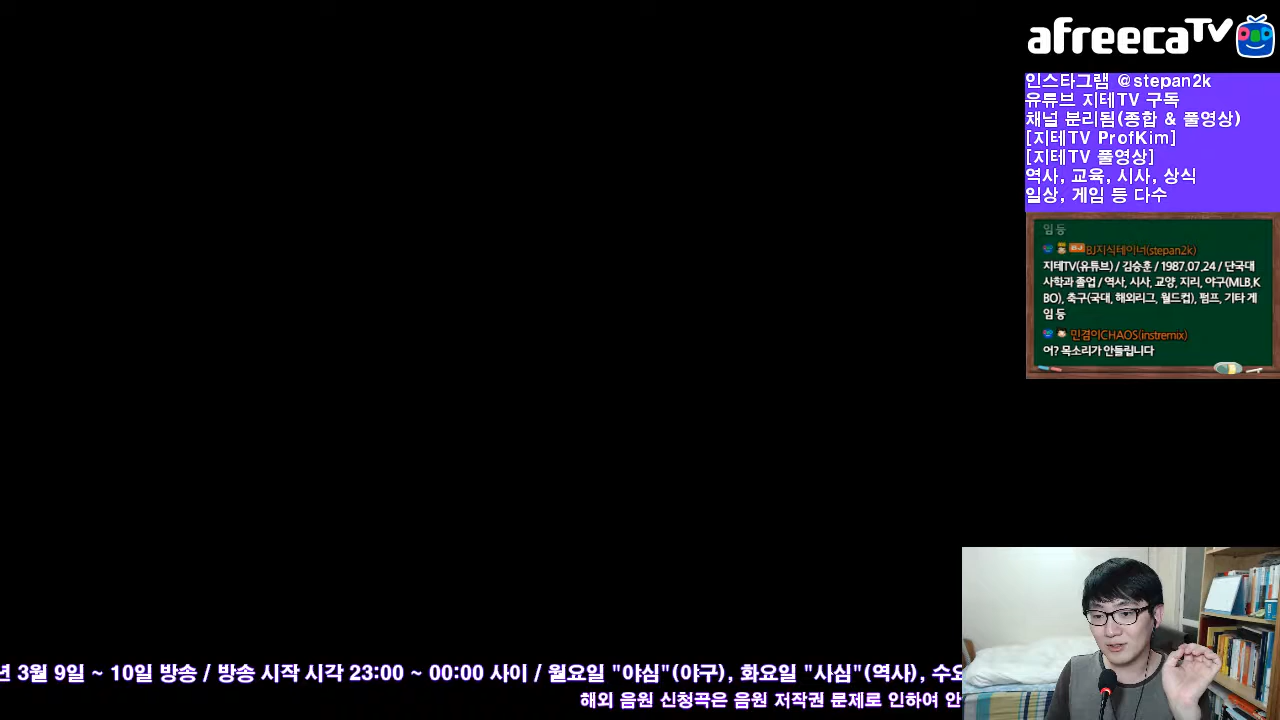 afreecaTV
인스타그램 @stepan2k
유튜브 지테TV 구독
채널 분리됨(종합 & 풀영상)
[지테TV ProfKim]
[지테TV 풀영상]
역사, 교육, 시사, 상식
일상, 게임 등 다수
임 등
BJ지식테이너(stepan2k)
지테TV(유튜브) / 김승훈 / 1987.07.24 / 단국대
사학과 졸업 / 역사, 시사, 교양, 지리, 야구(MLB,K
BO), 축구(국대, 해외리그, 월드컵), 펌프, 기타 게
임 등
민겸이CHAOS(instremix)
어? 목소리가 안들립니다
년 3월 9일 ~ 10일 방송 / 방송 시작 시각 23:00 ~ 00:00 사이 / 월요일 "야심"(야구), 화요일 "사심"(역사), 수요
해외 음원 신청곡은 음원 저작권 문제로 인하여 안